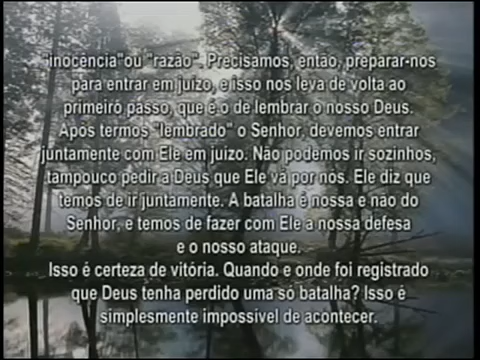 "inocência"ou "razão". Precisamos, então, preparar-nos
para entrar em juízo, e isso nos leva de volta ao
primeiro passo, que é o de lembrar o nosso Deus.
Após termos "lembrado" o Senhor, devemos entrar
juntamente com Ele em juizo. Não podemos ir sozinhos,
tampouco pedir a Deus que Ele vá por nós. Ele diz que
temos de ir juntamente. A batalha é nossa e não do
Senhor, e temos de fazer com Ele a nossa defesa
e o nosso ataque.
Isso é certeza de vitória. Quando e onde foi registrado
que Deus tenha perdido uma só batalha? Isso é
simplesmente impossível de acontecer.